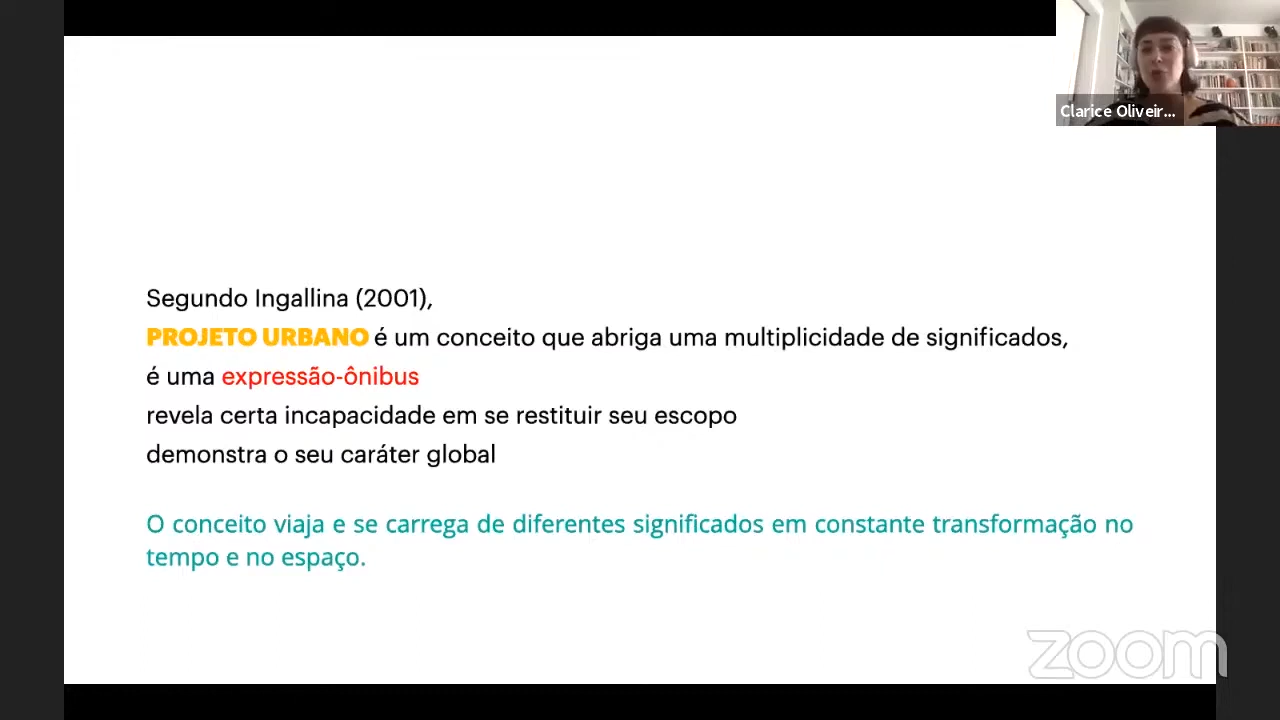 Clarice Oliveir...
Segundo Ingallina (2001),
PROJETO URBANO é um conceito que abriga uma multiplicidade de significados,
é uma expressão-ônibus
revela certa incapacidade em se restituir seu escopo
demonstra o seu caráter global
O conceito viaja e se carrega de diferentes significados em constante transformação no
tempo e no espaço.
zoom